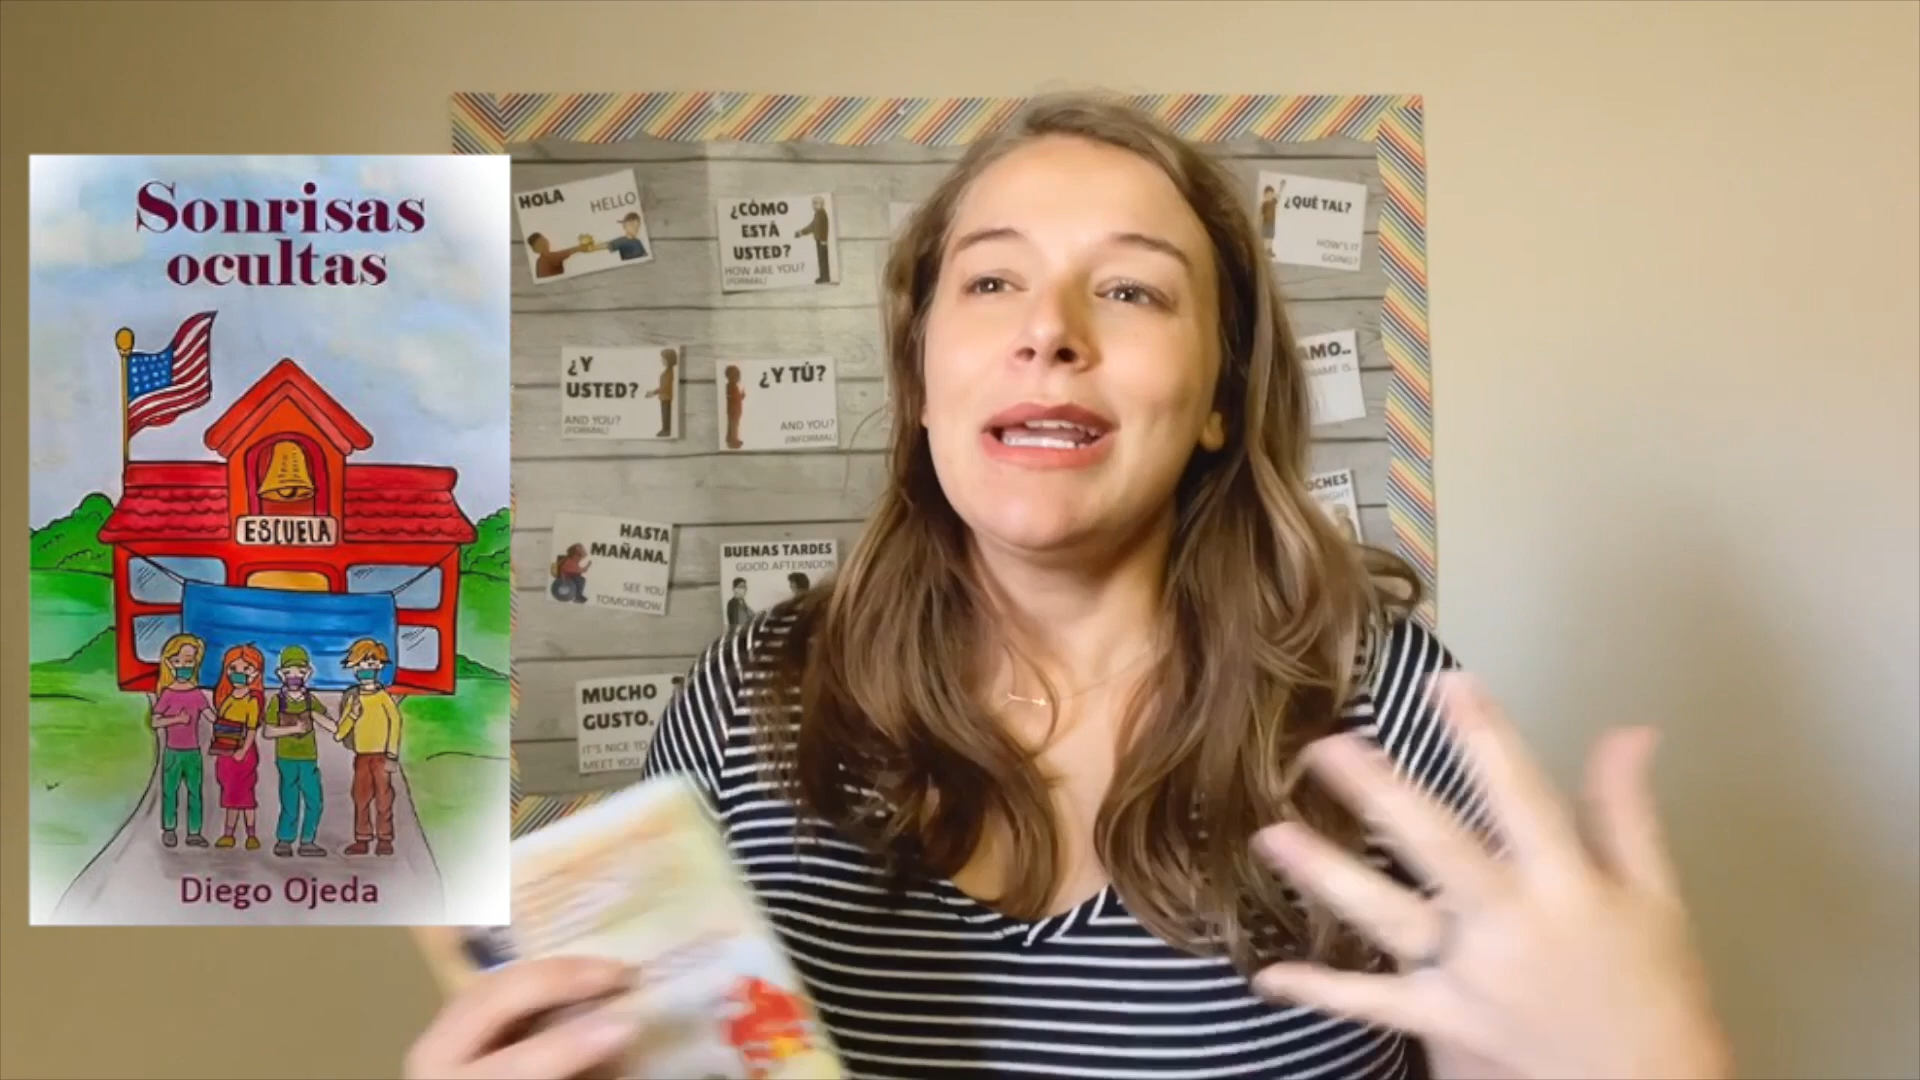 Sonrisas
ocultas
ESCUELA
Diego Ojeda
HOLA
HELLO
¿CÓMO
ESTÁ
USTED?
HOW ARE YOU?
(FORMAL)
¿QUÉ TAL?
HOW'S IT
GOING?
¿Y
USTED?
AND YOU?
(FORMAL)
¿Y TÚ?
AND YOU?
(INFORMAL)
HASTA
MAÑANA.
SEE YOU
TOMORROW
BUENAS TARDES
GOOD AFTERNOON
MUCHO
GUSTO.
IT'S NICE TO
MEET YOU